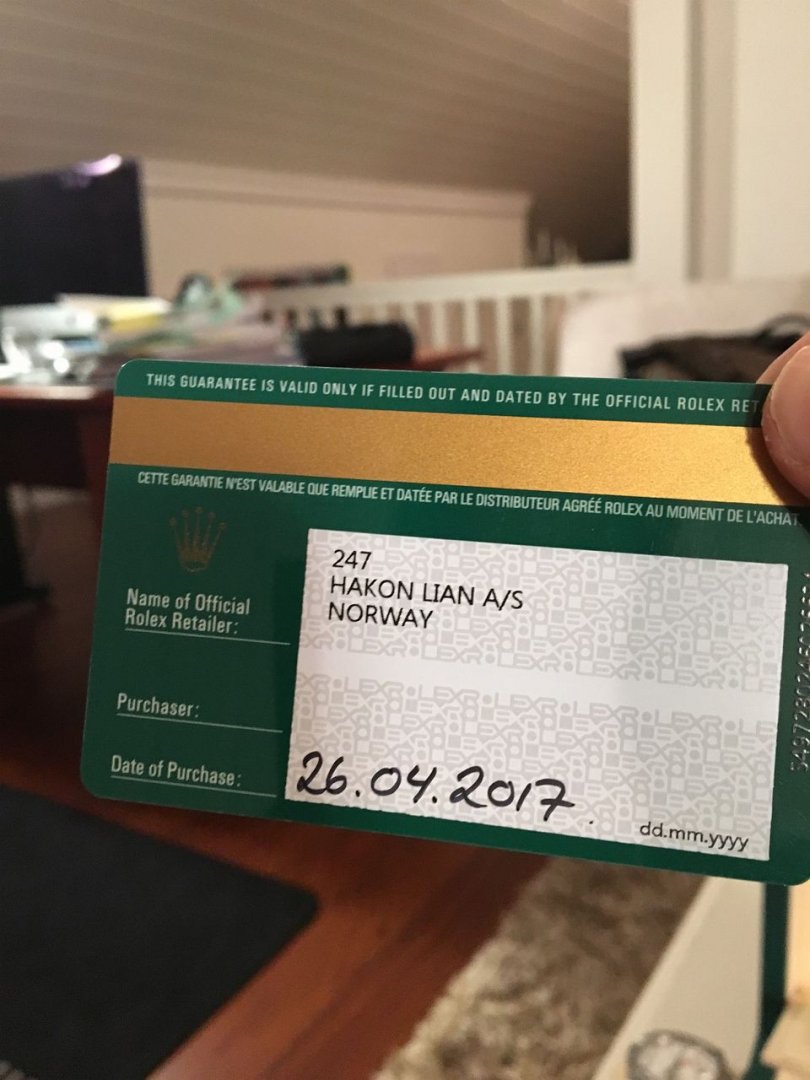 THIS GUARANTEE IS VALID ONLY IF FILLED OUT AND DATED BY THE OFFICIAL ROLEX
CETTE GARANTIE N'EST VALABLE QUE REMPLIE ET DATÉE PAR LE DISTRIBUTEUR AGRÉÉ ROLEX AU MOMENT DE L'ACHAT
247
HAKON LIAN A/S
NORWAY
Name of Official
Rolex Retailer:
Purchaser:
Date of Purchase:
26.04.2017.
dd.mm.yyyy